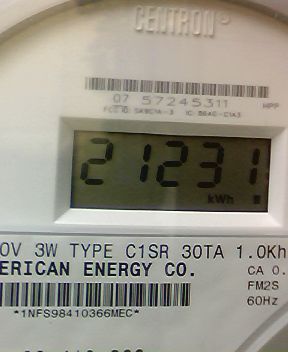 CENTRON®
07 57245311
HPP
21231
kWh
0V 3W TYPE C1SR 30TA 1.0Kh
ERICAN ENERGY CO.
CA 0.
FM2S
60Hz
*1NFS98410366MEC*